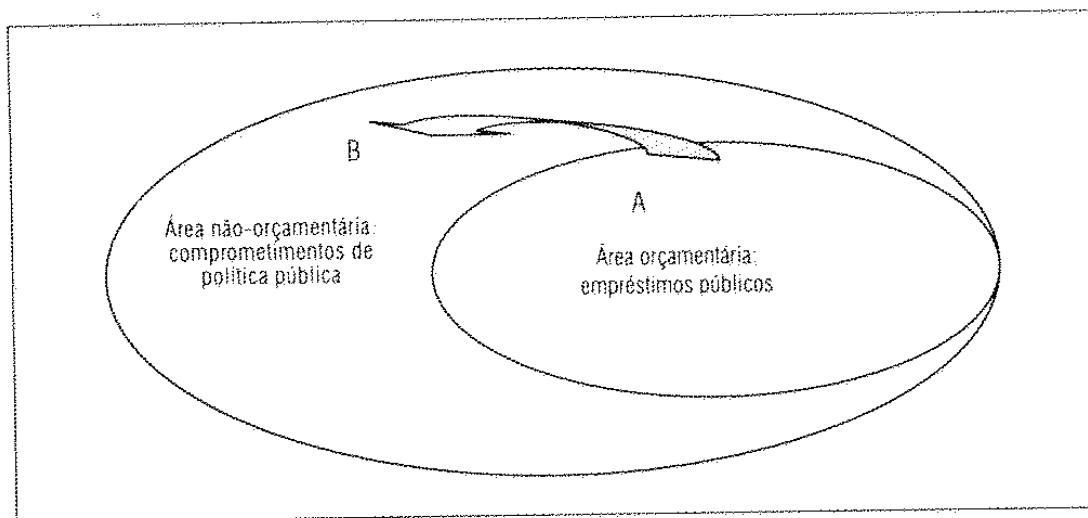 B
Área não-orçamentária:
comprometimentos de
política pública
A
Área orçamentária:
empréstimos públicos